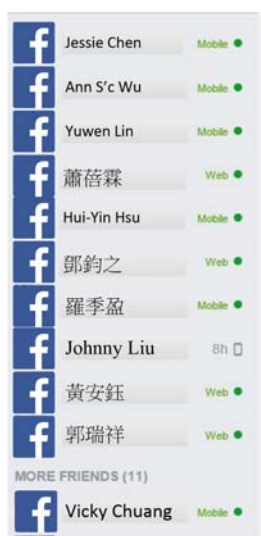 Jessie Chen Mobile
Ann S'c Wu Mobile
Yuwen Lin Mobile
蕭蓓霖 Web
Hui-Yin Hsu Mobile
鄧鈞之 Web
羅季盈 Mobile
Johnny Liu 8h
黃安鈺 Web
郭瑞祥 Web
MORE FRIENDS (11)
Vicky Chuang Mobile